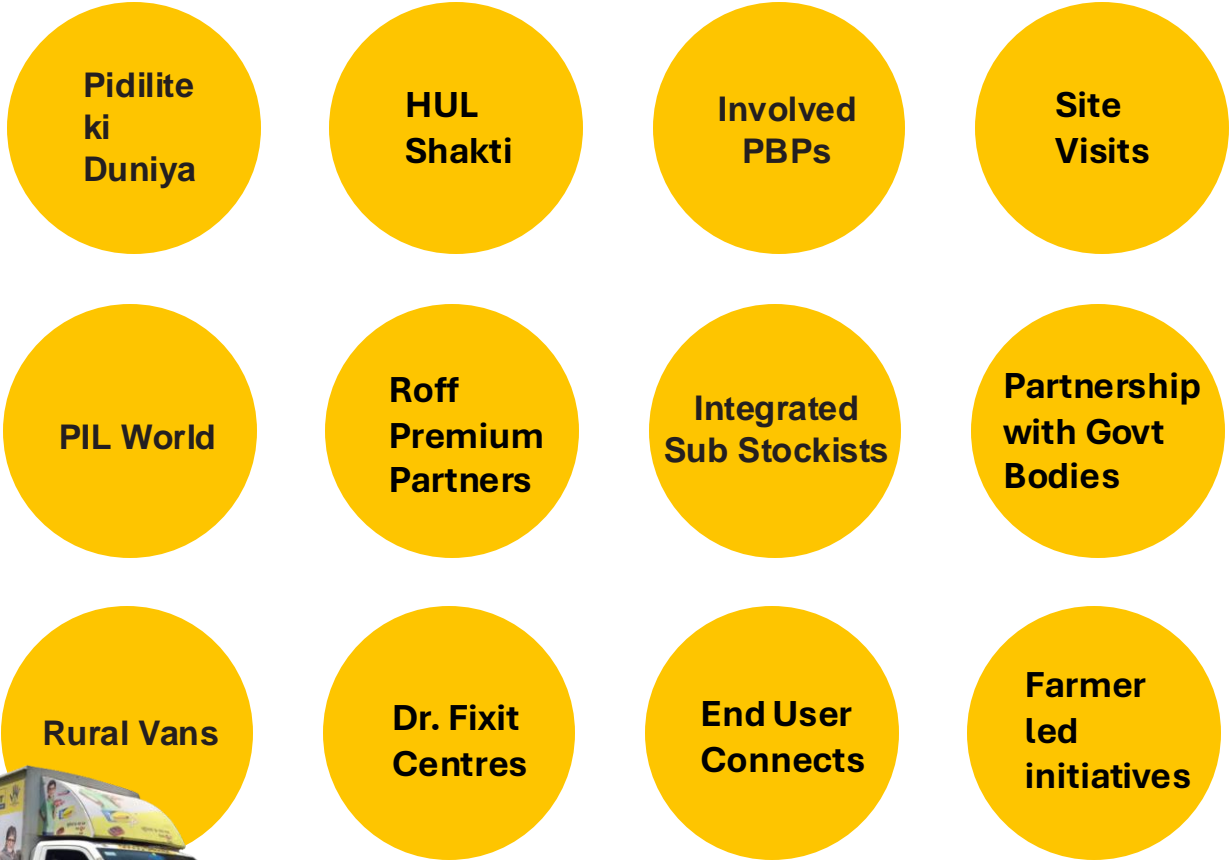 Pidilite
ki
Duniya
HUL
Shakti
Involved
PBPs
Site
Visits
PIL World
Roff
Premium
Partners
Integrated
Sub Stockists
Partnership
with Govt
Bodies
Rural Vans
Dr. Fixit
Centres
End User
Connects
Farmer
led
initiatives